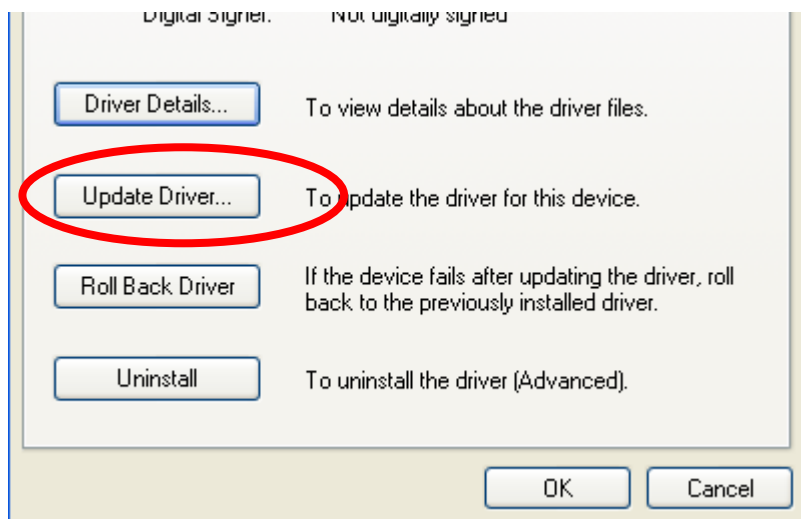 Digital Signer: Not digitally signed
Driver Details... To view details about the driver files.
Update Driver... To update the driver for this device.
Roll Back Driver If the device fails after updating the driver, roll
back to the previously installed driver.
Uninstall To uninstall the driver (Advanced).
OK Cancel